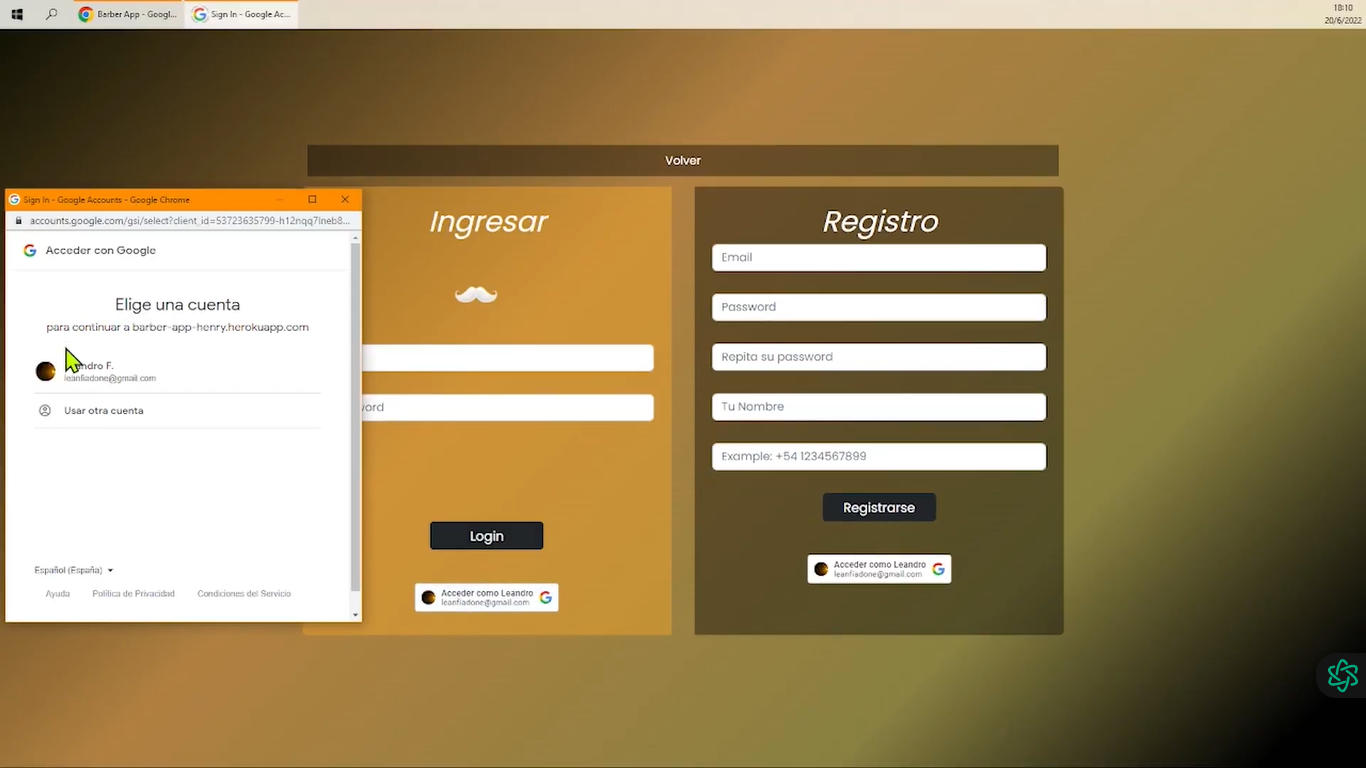 Barber App - Googl...
Sign In - Google Ac...
18:10
20/6/2022
Volver
Sign In - Google Accounts - Google Chrome
accounts.google.com/gsi/select?client_id=53723635799-h12nqq7lneb8...
Acceder con Google
Elige una cuenta
para continuar a barber-app-henry.herokuapp.com
ndro F.
leanfiadone@gmail.com
Usar otra cuenta
Español (España)
Ayuda
Política de Privacidad
Condiciones del Servicio
Ingresar
word
Login
Acceder como Leandro
leanfiadone@gmail.com
Registro
Email
Password
Repita su password
Tu Nombre
Example: +54 1234567899
Registrarse
Acceder como Leandro
leanfiadone@gmail.com